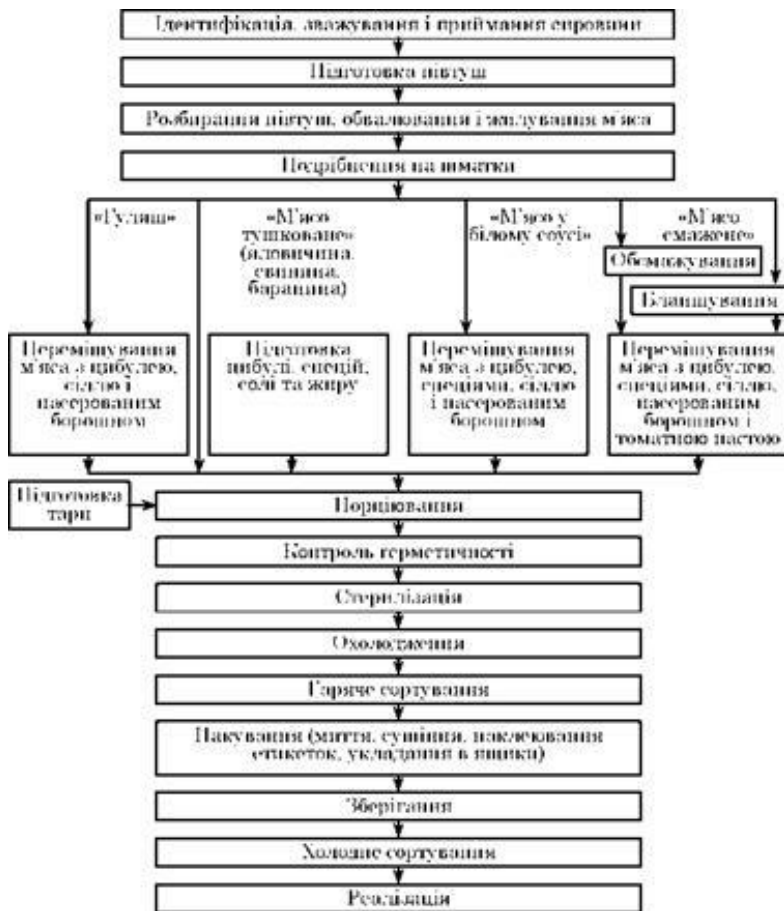 Ідентифікація, зважування і приймання сировини
Підготовка півтуш
Розбирання півтуш, обвалювання і жилування м'яса
Подрібнення на шматки
«Гуляш»
«М'ясо
тушковане»
(яловичина,
свинина,
баранина)
«М'ясо у
білому соусі»
«М'ясо
смажене»
Обсмажування
Бланшування
Перемішування
м'яса з цибулею,
сіллю і
пасерованим
борошном
Підготовка
цибулі, спецій,
солі та жиру
Перемішування
м'яса з цибулею,
спеціями, сіллю
і пасерованим
борошном
Перемішування
м'яса з цибулею,
спеціями, сіллю,
пасерованим
борошном і
томатною пастою
Підготовка
тари
Порціювання
Контроль герметичності
Стерилізація
Охолодження
Гаряче сортування
Пакування (миття, сушіння, наклеювання
етикеток, укладання в ящики)
Зберігання
Холодне сортування
Реалізація